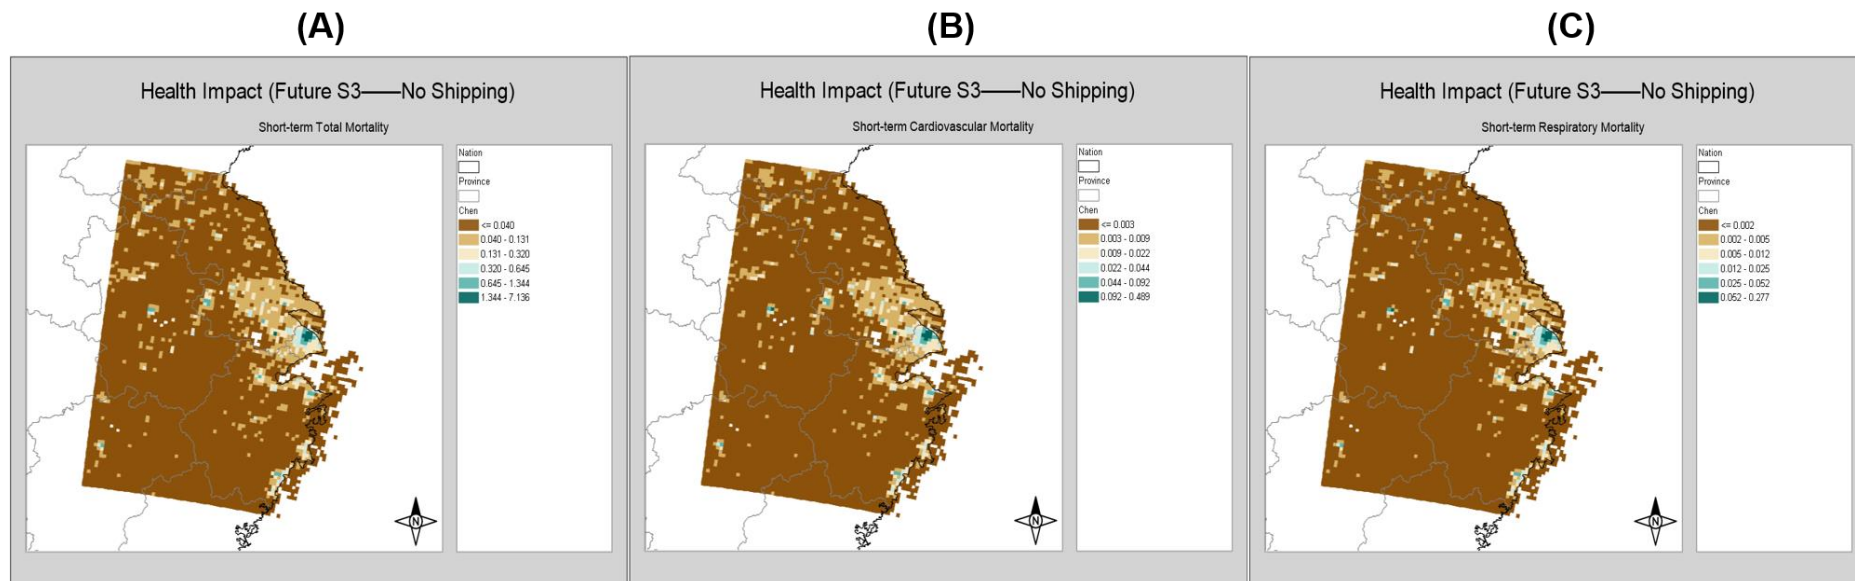 (A)
Health Impact (Future S3——No Shipping)
Short-term Total Mortality
Nation
Province
Chen
<= 0.040
0.040 - 0.131
0.131 - 0.320
0.320 - 0.645
0.645 - 1.344
1.344 - 7.136
N
(B)
Health Impact (Future S3——No Shipping)
Short-term Cardiovascular Mortality
Nation
Province
Chen
<= 0.003
0.003 - 0.009
0.009 - 0.022
0.022 - 0.044
0.044 - 0.092
0.092 - 0.489
N
(C)
Health Impact (Future S3——No Shipping)
Short-term Respiratory Mortality
Nation
Province
Chen
<= 0.002
0.002 - 0.005
0.005 - 0.012
0.012 - 0.025
0.025 - 0.052
0.052 - 0.277
N